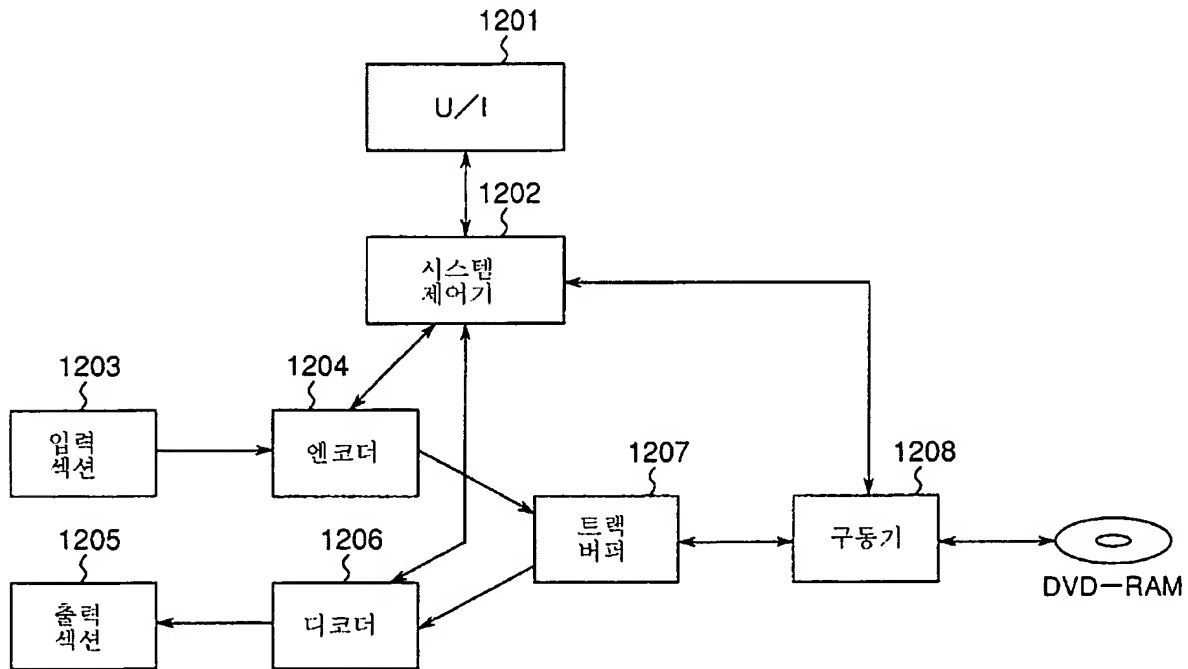 1201
U/I
1202
시스템
제어기
1203
입력
섹션
1204
엔코더
1205
출력
섹션
1206
디코더
1207
트랙
버퍼
1208
구동기
DVD-RAM